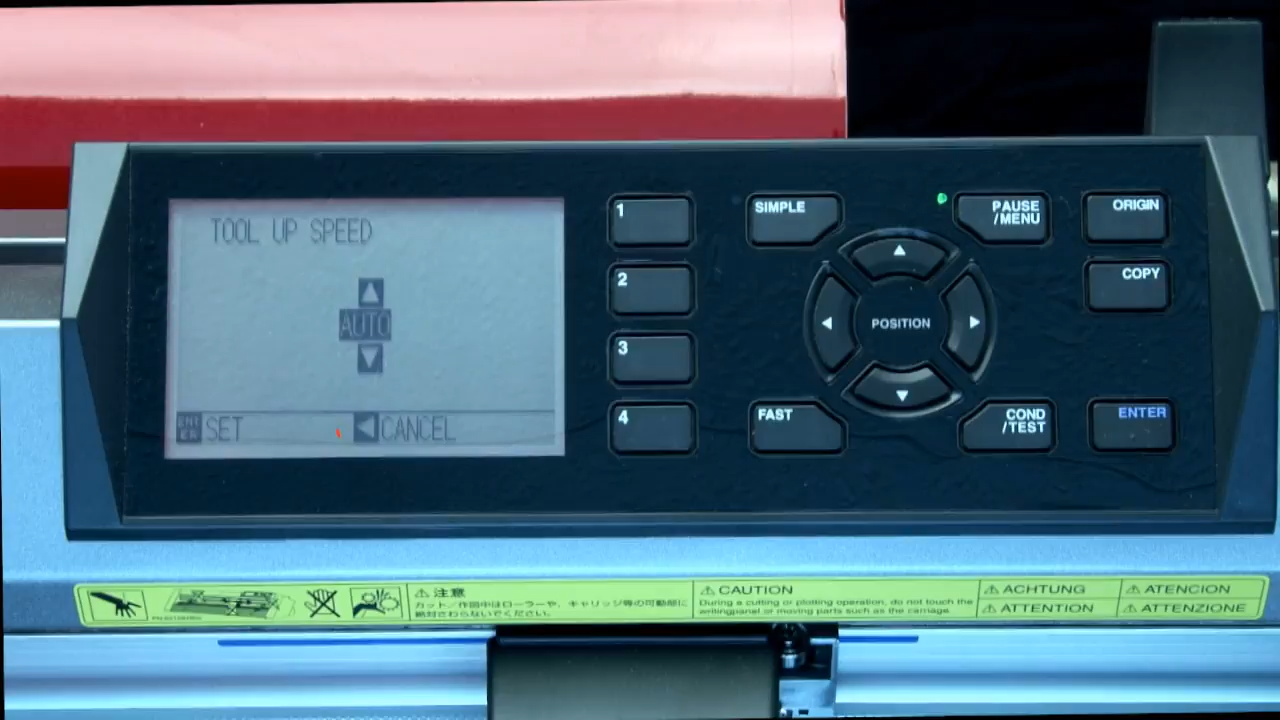 TOOL UP SPEED
AUTO
ENTER SET
CANCEL
1
2
3
4
SIMPLE
PAUSE
/MENU
ORIGIN
COPY
POSITION
FAST
COND
/TEST
ENTER
注意
カット／作図中はローラーや、キャリッジ等の可動部に
絶対さわらないでください。
CAUTION
During a cutting or plotting operation, do not touch the
writingpanel or moving parts such as the carriage.
ACHTUNG
ATENCION
ATTENTION
ATTENZIONE